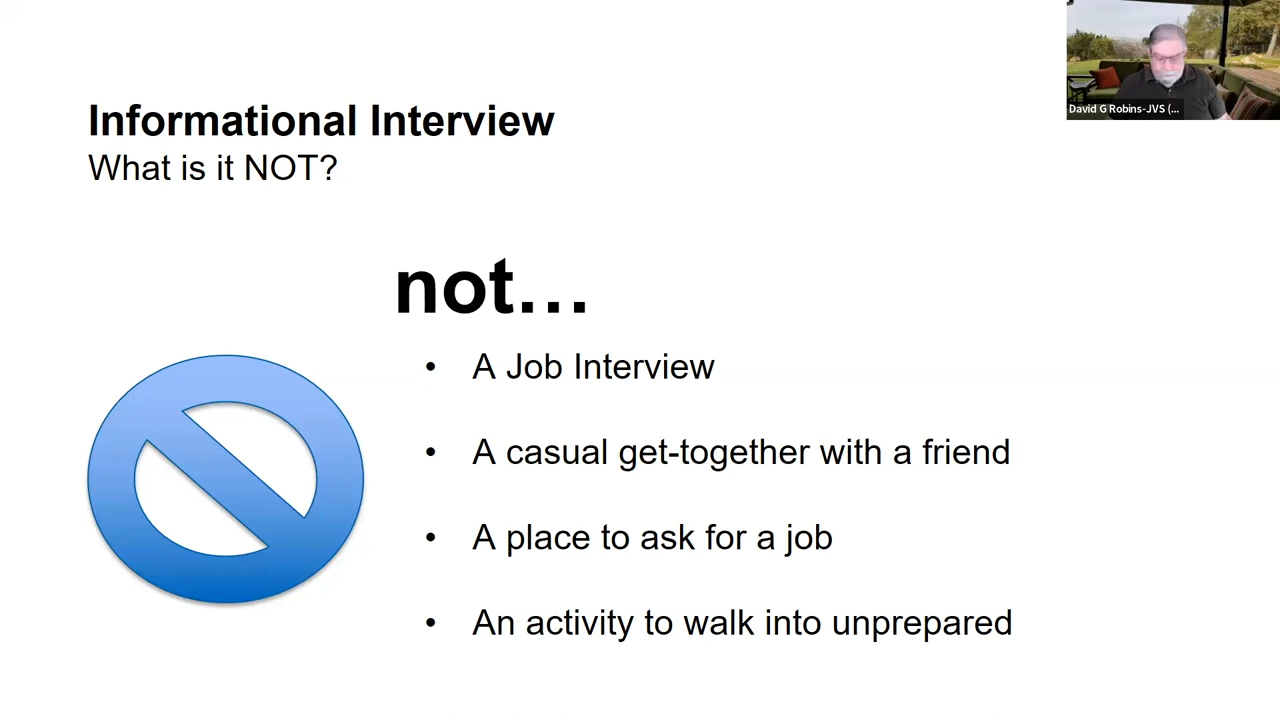 Informational Interview
What is it NOT?
not…
• A Job Interview
• A casual get-together with a friend
• A place to ask for a job
• An activity to walk into unprepared
David G Robins-JVS (...